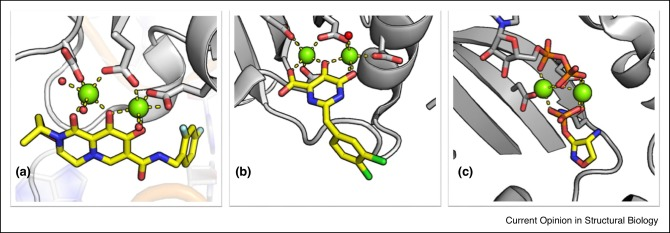 (a)
(b)
(c)
Current Opinion in Structural Biology